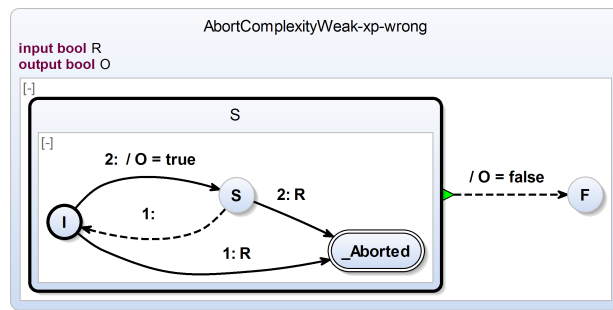 AbortComplexityWeak-xp-wrong
input bool R
output bool O
[-]
S
[-]
2: / O = true
S
2: R
/ O = false
F
1:
I
1: R
_Aborted